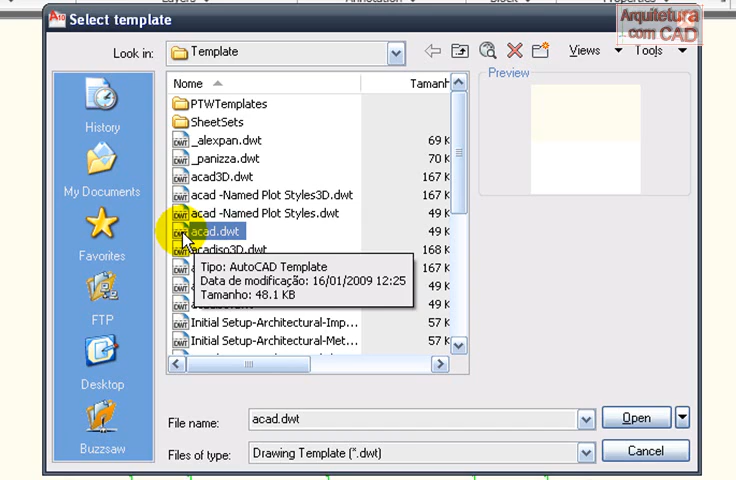 Layers
Annotation
Block
Properties
Select template
Arquitetura
com CAD
Look in:
Template
Views
Tools
Nome
Tamanh
Preview
PTWTemplates
SheetSets
_alexpan.dwt
69 K
_panizza.dwt
70 K
acad3D.dwt
167 K
acad -Named Plot Styles3D.dwt
167 K
acad -Named Plot Styles.dwt
49 K
acad.dwt
49 K
acadiso3D.dwt
168 K
167 K
49 K
49 K
Initial Setup-Architectural-Imp...
57 K
Initial Setup-Architectural-Met...
57 K
Tipo: AutoCAD Template
Data de modificação: 16/01/2009 12:25
Tamanho: 48.1 KB
History
My Documents
Favorites
FTP
Desktop
Buzzsaw
File name:
acad.dwt
Open
Files of type:
Drawing Template (*.dwt)
Cancel